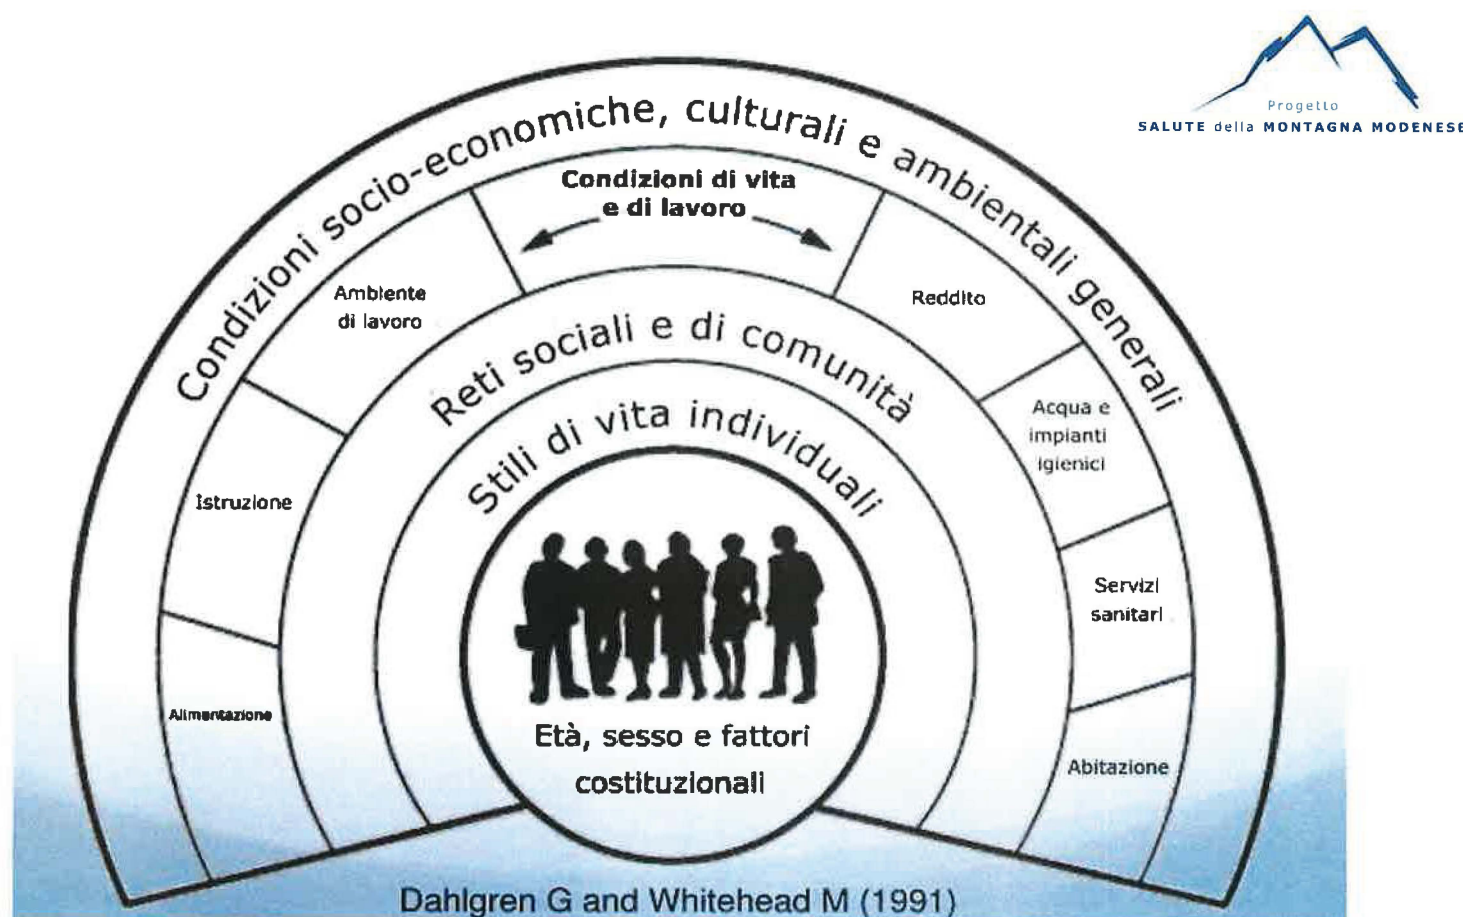 Progetto
SALUTE della MONTAGNA MODENESE
Condizioni socio-economiche, culturali e ambientali generali
Condizioni di vita
e di lavoro
Ambiente
di lavoro
Reddito
Reti sociali e di comunità
Acqua e
impianti
igienici
Stili di vita individuali
Istruzione
Servizi
sanitari
Alimentazione
Età, sesso e fattori
costituzionali
Abitazione
Dahlgren G and Whitehead M (1991)